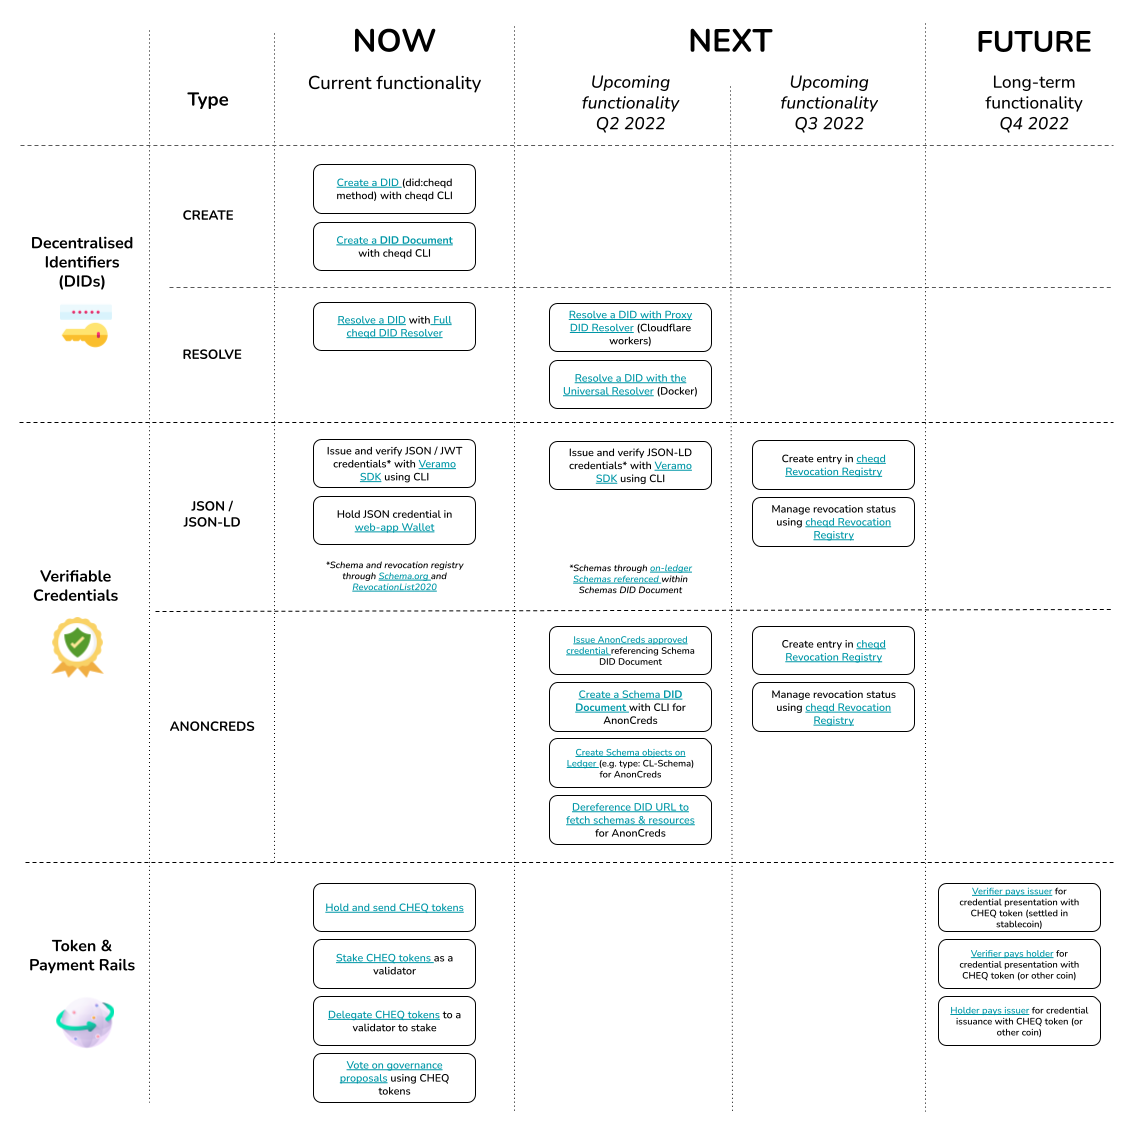 NOW
NEXT
FUTURE
Type
Current functionality
Upcoming
functionality
Q2 2022
Upcoming
functionality
Q3 2022
Long-term
functionality
Q4 2022
Decentralised
Identifiers
(DIDs)
CREATE
Create a DID (did:cheqd
method) with cheqd CLI
Create a DID Document
with cheqd CLI
RESOLVE
Resolve a DID with Full
cheqd DID Resolver
Resolve a DID with Proxy
DID Resolver (Cloudflare
workers)
Resolve a DID with the
Universal Resolver (Docker)
Verifiable
Credentials
JSON /
JSON-LD
Issue and verify JSON / JWT
credentials* with Veramo
SDK using CLI
Hold JSON credential in
web-app Wallet
*Schema and revocation registry
through Schema.org and
RevocationList2020
Issue and verify JSON-LD
credentials* with Veramo
SDK using CLI
*Schemas through on-ledger
Schemas referenced within
Schemas DID Document
Create entry in cheqd
Revocation Registry
Manage revocation status
using cheqd Revocation
Registry
ANONCREDS
Issue AnonCreds approved
credential referencing Schema
DID Document
Create a Schema DID
Document with CLI for
AnonCreds
Create Schema objects on
Ledger (e.g. type: CL-Schema)
for AnonCreds
Dereference DID URL to
fetch schemas & resources
for AnonCreds
Create entry in cheqd
Revocation Registry
Manage revocation status
using cheqd Revocation
Registry
Token &
Payment Rails
Hold and send CHEQ tokens
Stake CHEQ tokens as a
validator
Delegate CHEQ tokens to a
validator to stake
Vote on governance
proposals using CHEQ
tokens
Verifier pays issuer for
credential presentation with
CHEQ token (settled in
stablecoin)
Verifier pays holder for
credential presentation with
CHEQ token (or other coin)
Holder pays issuer for credential
issuance with CHEQ token (or
other coin)